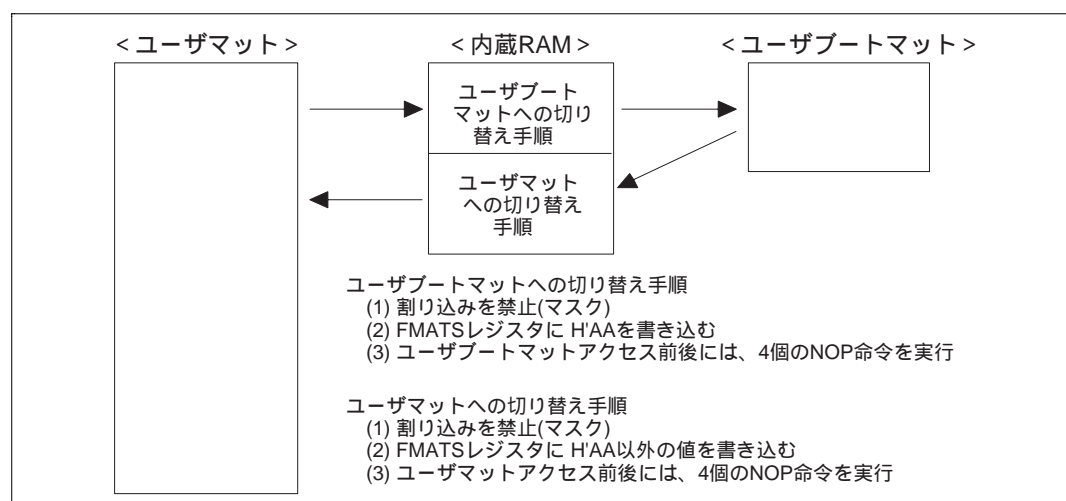 <ユーザマット>
<内蔵RAM>
<ユーザブートマット>
ユーザブート
マットへの切り
替え手順
ユーザマット
への切り替え
手順
ユーザブートマットへの切り替え手順
(1) 割り込みを禁止(マスク)
(2) FMATSレジスタに H'AAを書き込む
(3) ユーザブートマットアクセス前後には、4個のNOP命令を実行
ユーザマットへの切り替え手順
(1) 割り込みを禁止(マスク)
(2) FMATSレジスタに H'AA以外の値を書き込む
(3) ユーザマットアクセス前後には、4個のNOP命令を実行